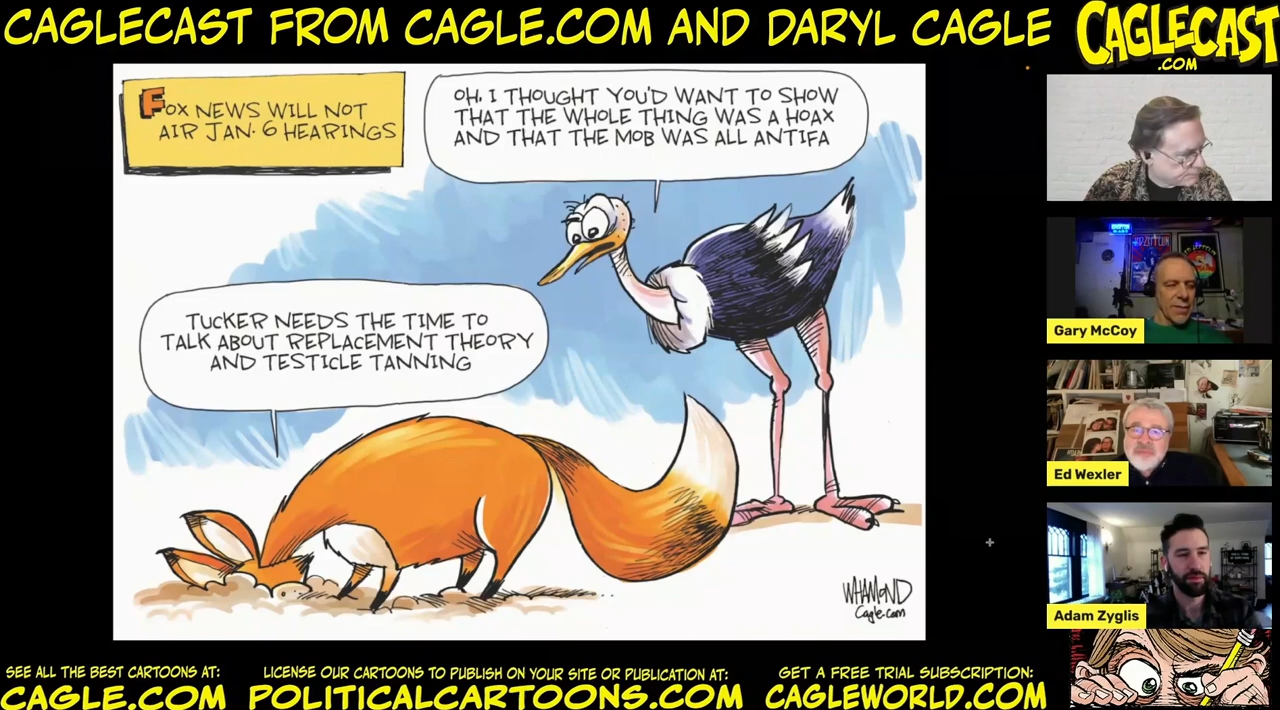 CAGLECAST FROM CAGLE.COM AND DARYL CAGLE
CAGLECAST
.COM
FOX NEWS WILL NOT
AIR JAN. 6 HEARINGS
OH, I THOUGHT YOU'D WANT TO SHOW
THAT THE WHOLE THING WAS A HOAX
AND THAT THE MOB WAS ALL ANTIFA
TUCKER NEEDS THE TIME TO
TALK ABOUT REPLACEMENT THEORY
AND TESTICLE TANNING
WHAMOND
Cagle.com
Gary McCoy
Ed Wexler
Adam Zyglis
SEE ALL THE BEST CARTOONS AT:
CAGLE.COM
LICENSE OUR CARTOONS TO PUBLISH ON YOUR SITE OR PUBLICATION AT:
POLITICALCARTOONS.COM
GET A FREE TRIAL SUBSCRIPTION:
CAGLEWORLD.COM